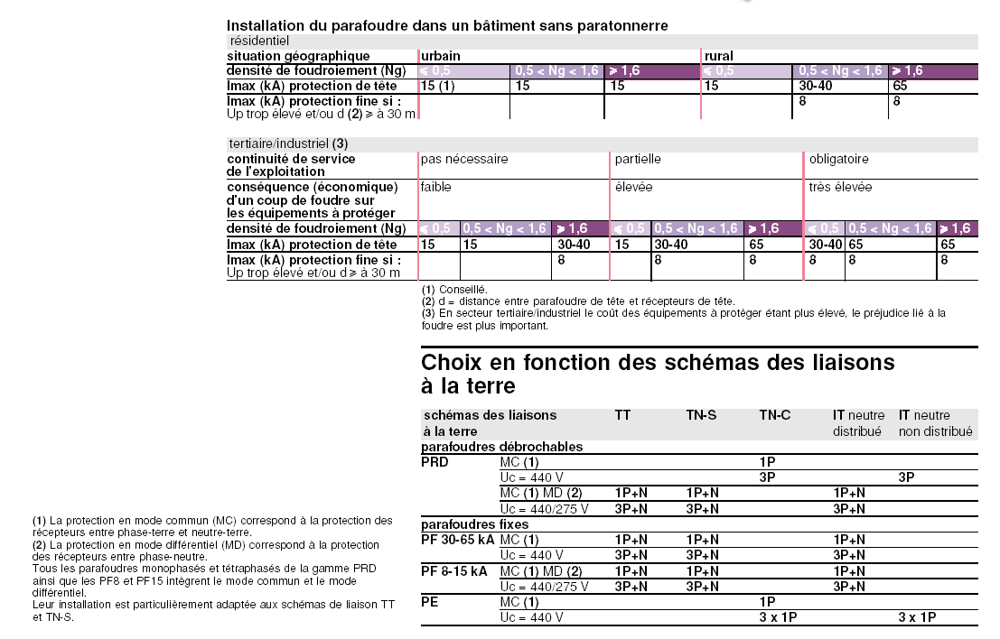 Installation du parafoudre dans un bâtiment sans paratonnerre
résidentiel
situation géographique urbain rural
densité de foudroiement (Ng) ⩽ 0,5 0,5 < Ng < 1,6 ⩾ 1,6 ⩽ 0,5 0,5 < Ng < 1,6 ⩾ 1,6
Imax (kA) protection de tête 15 (1) 15 15 15 30-40 65
Imax (kA) protection fine si : 8 8
Up trop élevé et/ou d (2) ⩾ à 30 m
tertiaire/industriel (3)
continuité de service pas nécessaire partielle obligatoire
de l'exploitation
conséquence (économique) faible élevée très élevée
d'un coup de foudre sur
les équipements à protéger
densité de foudroiement (Ng) ⩽ 0,5 0,5 < Ng < 1,6 ⩾ 1,6 ⩽ 0,5 0,5 < Ng < 1,6 ⩾ 1,6 ⩽ 0,5 0,5 < Ng < 1,6 ⩾ 1,6
Imax (kA) protection de tête 15 15 30-40 15 30-40 65 30-40 65 65
Imax (kA) protection fine si : 8 8 8 8 8 8
Up trop élevé et/ou d ⩾ à 30 m
(1) Conseillé.
(2) d = distance entre parafoudre de tête et récepteurs de tête.
(3) En secteur tertiaire/industriel le coût des équipements à protéger étant plus élevé, le préjudice lié à la
foudre est plus important.
Choix en fonction des schémas des liaisons
à la terre
schémas des liaisons TT TN-S TN-C IT neutre IT neutre
à la terre distribué non distribué
parafoudres débrochables
PRD MC (1) 1P
Uc = 440 V 3P 3P
MC (1) MD (2) 1P+N 1P+N 1P+N
Uc = 440/275 V 3P+N 3P+N 3P+N
parafoudres fixes
PF 30-65 kA MC (1) 1P+N 1P+N 1P+N
Uc = 440 V 3P+N 3P+N 3P+N
PF 8-15 kA MC (1) MD (2) 1P+N 1P+N 1P+N
Uc = 440/275 V 3P+N 3P+N 3P+N
PE MC (1) 1P
Uc = 440 V 3 x 1P 3 x 1P
(1) La protection en mode commun (MC) correspond à la protection des
récepteurs entre phase-terre et neutre-terre.
(2) La protection en mode différentiel (MD) correspond à la protection
des récepteurs entre phase-neutre.
Tous les parafoudres monophasés et tétraphasés de la gamme PRD
ainsi que les PF8 et PF15 intègrent le mode commun et le mode
différentiel.
Leur installation est particulièrement adaptée aux schémas de liaison TT
et TN-S.